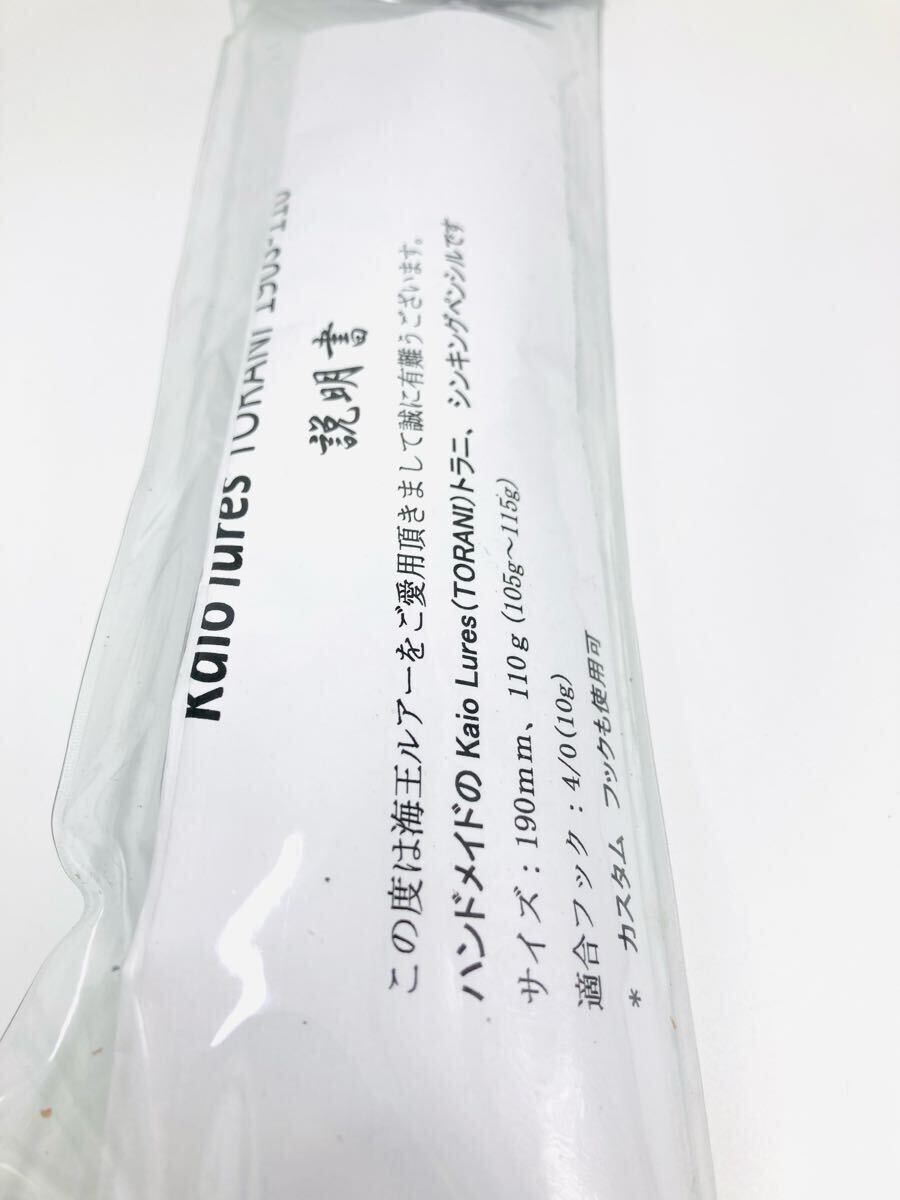 Kaio lures TORANI 190S-110
説明書
この度は海王ルアーをご愛用頂きまして誠に有難うございます。
ハンドメイドの Kaio Lures(TORANI)トラニ、 シンキングペンシルです
サイズ：190mm、110ｇ(105g～115g)
適合フック：4/0(10g)
* カスタム フックも使用可